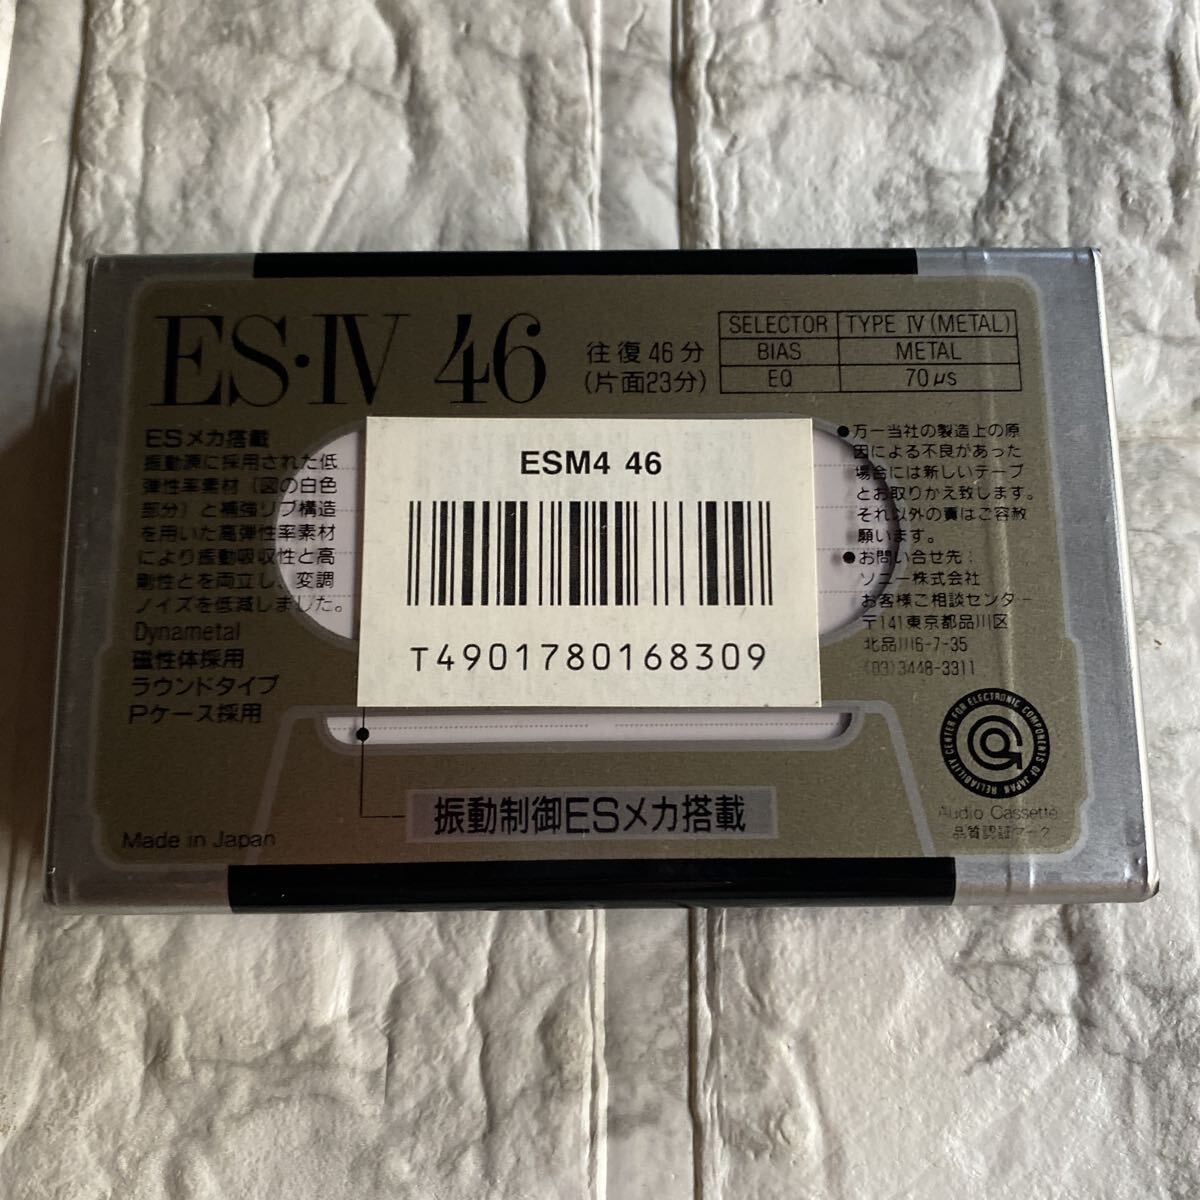 ES・IV 46
往復46分
(片面23分)
SELECTOR TYPE IV (METAL)
BIAS METAL
EQ 70μs
ESメカ搭載
振動源に採用された低
弾性率素材（図の白色
部分）と補強リブ構造
を用いた高弾性率素材
により振動吸収性と高
剛性とを両立し、変調
ノイズを低減しました。
Dynametal
磁性体採用
ラウンドタイプ
Pケース採用
ESM4 46
T4901780168309
●万一当社の製造上の原
因による不良があった
場合には新しいテープ
とお取りかえ致します。
それ以外の責はご容赦
願います。
●お問い合せ先：
ソニー株式会社
お客様ご相談センター
〒141東京都品川区
北品川6-7-35
(03)3448-3311
RELIABILITY CENTER FOR ELECTRONIC COMPONENTS OF JAPAN
Audio Cassette
品質認証マーク
振動制御ESメカ搭載
Made in Japan